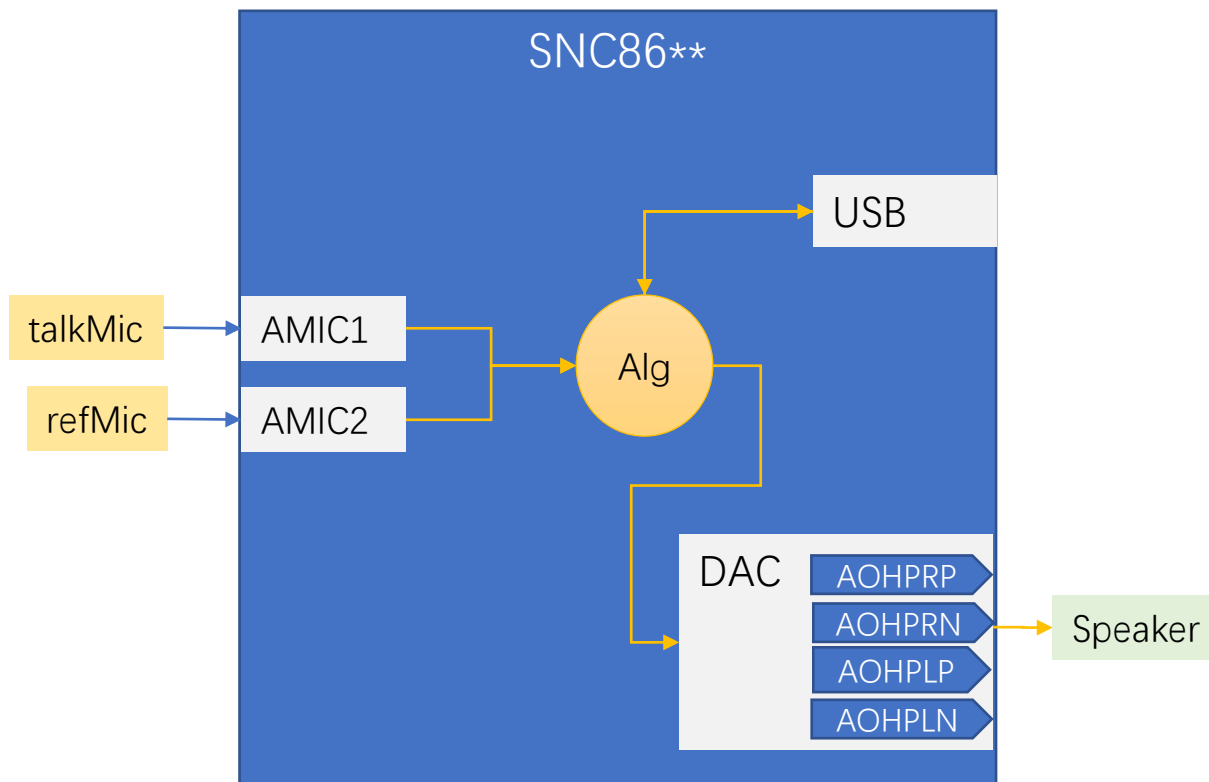 SNC86**
USB
talkMic
AMIC1
Alg
refMic
AMIC2
DAC
AOHPRP
AOHPRN
AOHPLP
AOHPLN
Speaker